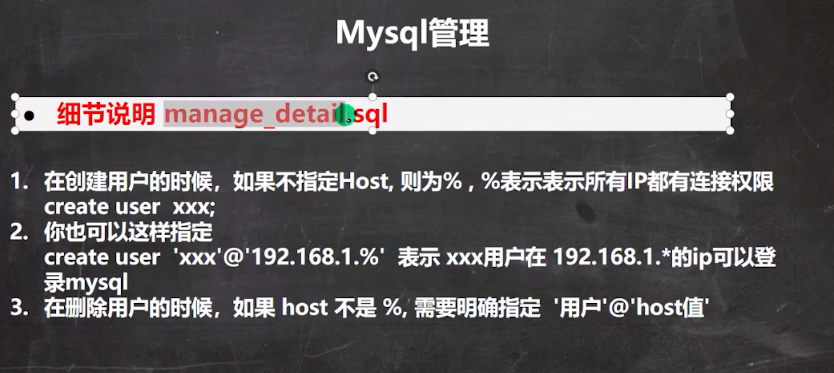 Mysql管理
• 细节说明 manage_detail.sql
1. 在创建用户的时候，如果不指定Host, 则为% , %表示表示所有IP都有连接权限
create user xxx;
2. 你也可以这样指定
create user 'xxx'@'192.168.1.%' 表示 xxx用户在 192.168.1.*的ip可以登
录mysql
3. 在删除用户的时候，如果 host 不是 %, 需要明确指定 '用户'@'host值'